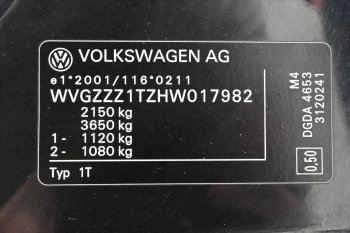 VOLKSWAGEN AG
e1*2001/116*0211
WVGZZZ1TZHW017982
2150 kg
3650 kg
1- 1120 kg
2- 1080 kg
Typ 1T
M4
DGDA 4653
3120241
0,50